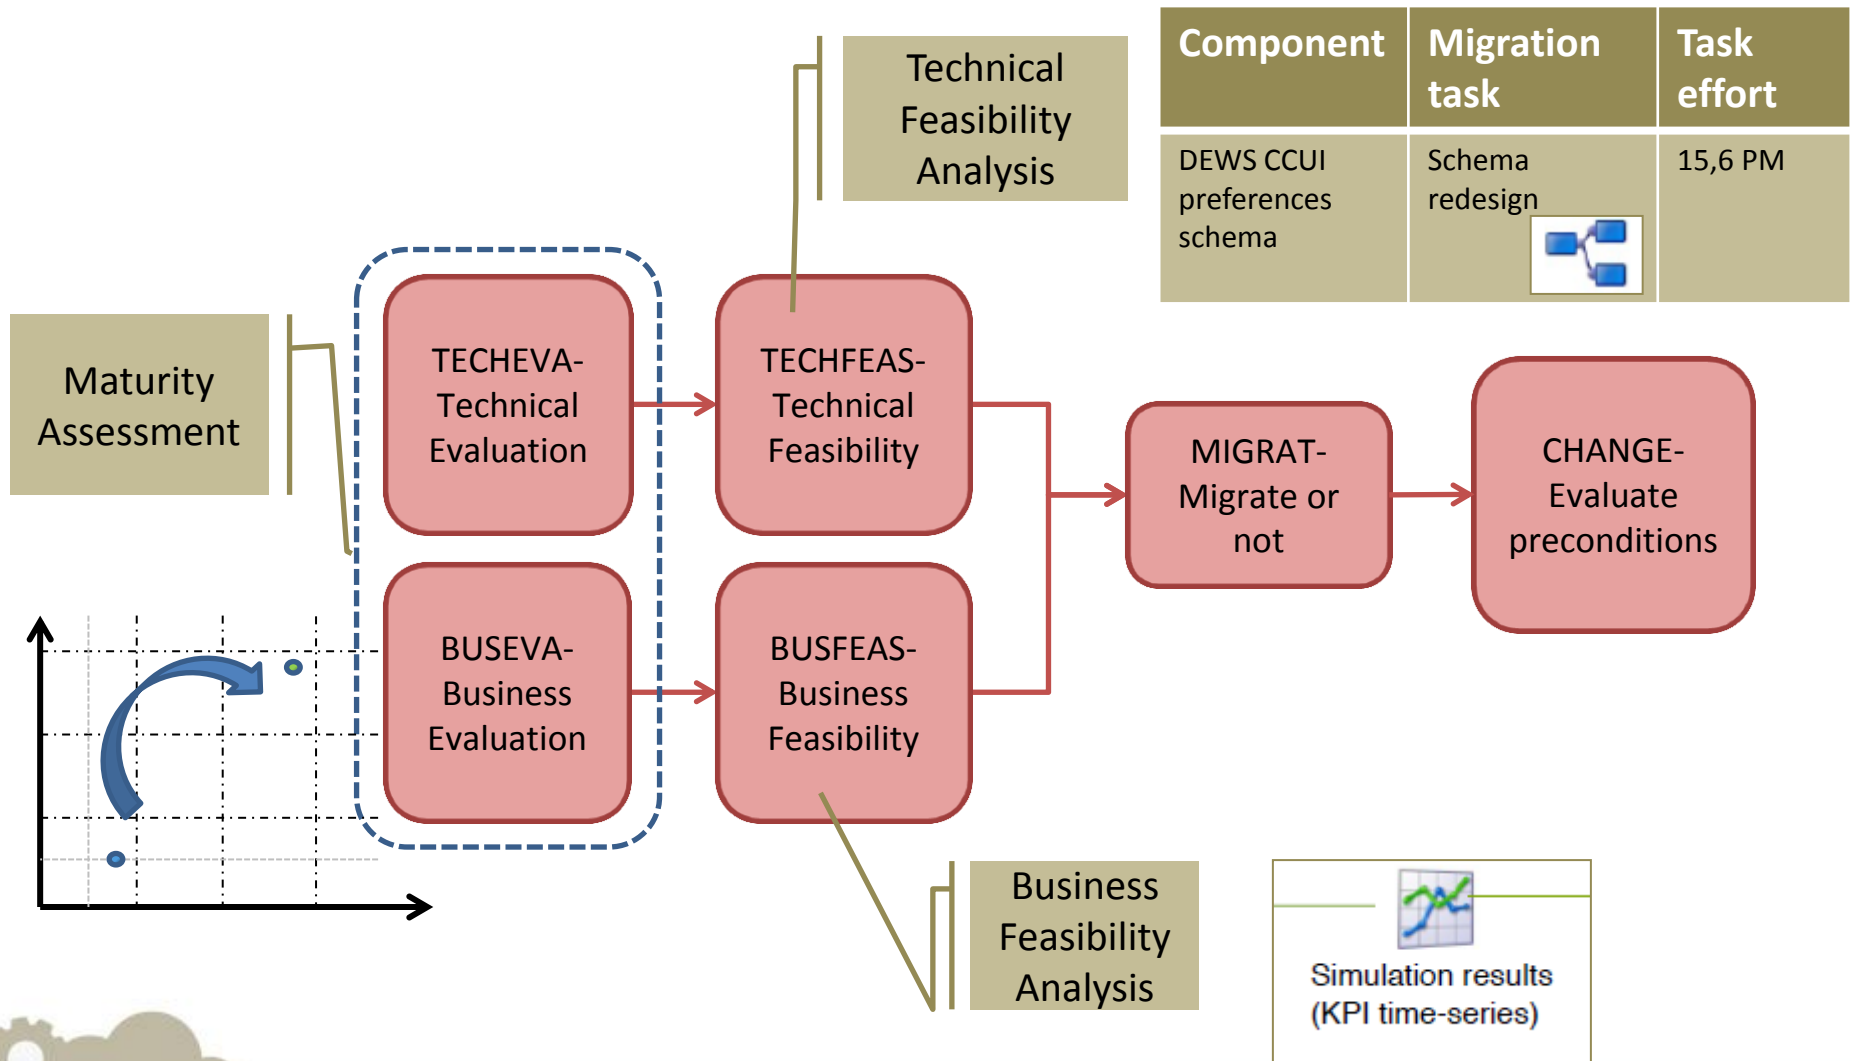 Technical
Feasibility
Analysis
Component
Migration
task
Task
effort
DEWS CCUI
preferences
schema
Schema
redesign
15,6 PM
Maturity
Assessment
TECHEVA-
Technical
Evaluation
TECHFEAS-
Technical
Feasibility
MIGRAT-
Migrate or
not
CHANGE-
Evaluate
preconditions
BUSEVA-
Business
Evaluation
BUSFEAS-
Business
Feasibility
Business
Feasibility
Analysis
Simulation results
(KPI time-series)